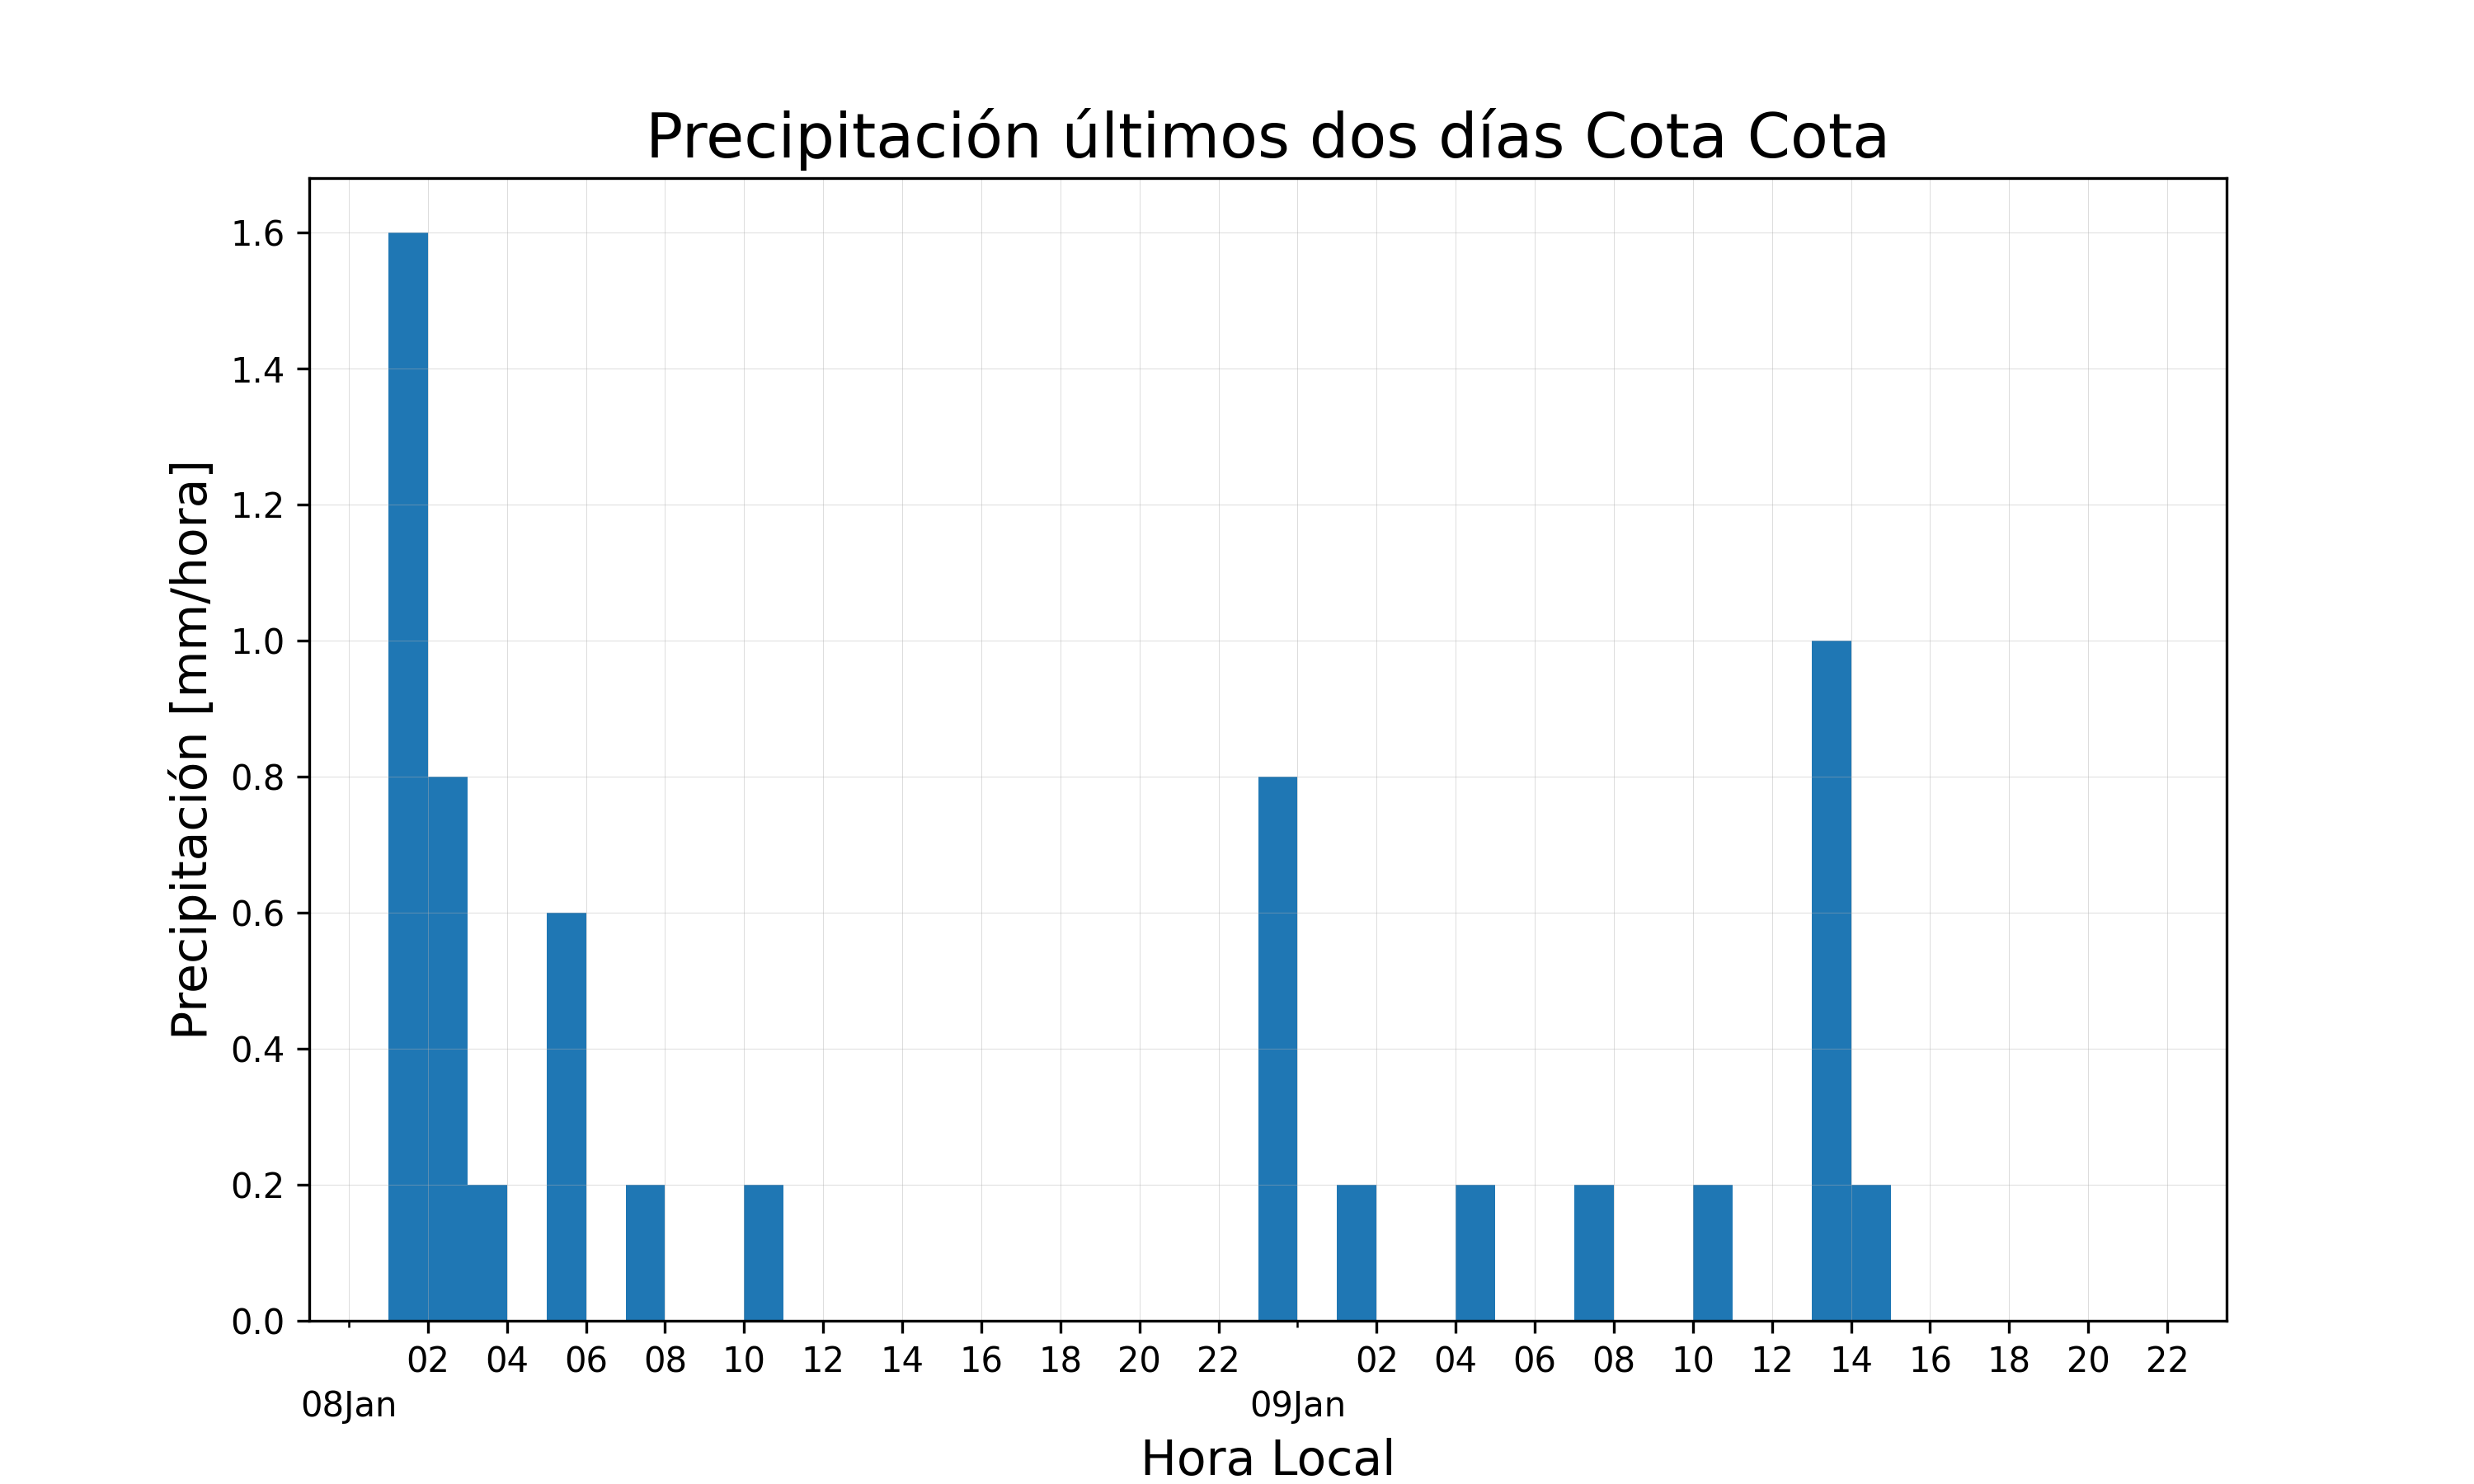 Precipitación últimos dos días Cota Cota
Precipitación [mm/hora]
1.6
1.4
1.2
1.0
0.8
0.6
0.4
0.2
0.0
02 04 06 08 10 12 14 16 18 20 22 02 04 06 08 10 12 14 16 18 20 22
08Jan 09Jan
Hora Local